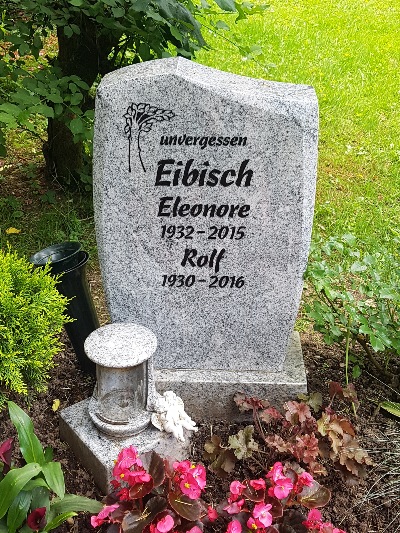 unvergessen
Eibisch
Eleonore
1932-2015
Rolf
1930-2016